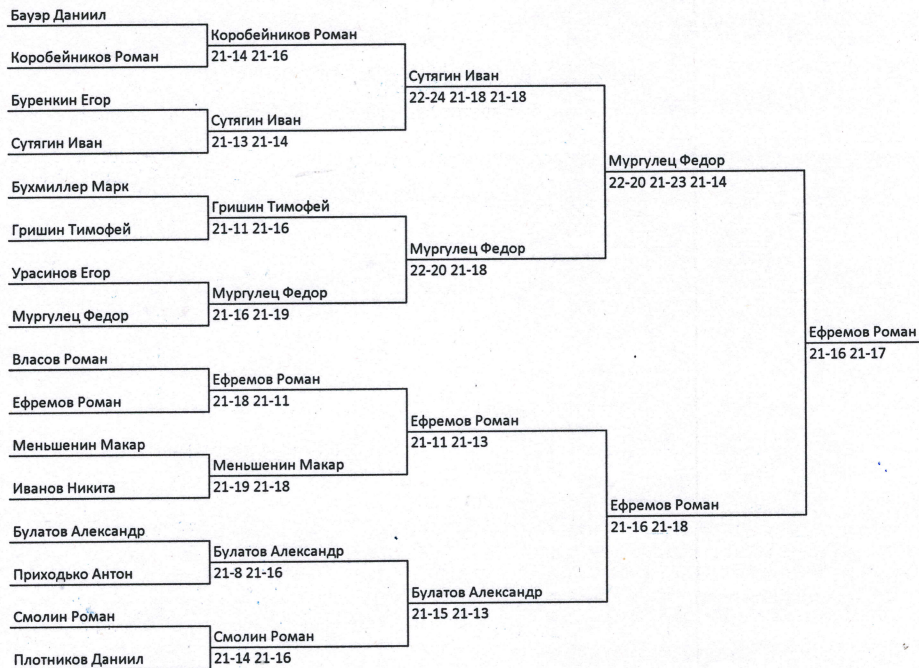 Бауэр Даниил
Коробейников Роман
Буренкин Егор
Сутягин Иван
Бухмиллер Марк
Гришин Тимофей
Урасинов Егор
Мургулец Федор
Власов Роман
Ефремов Роман
Меньшенин Макар
Иванов Никита
Булатов Александр
Приходько Антон
Смолин Роман
Плотников Даниил
Коробейников Роман
21-14 21-16
Сутягин Иван
21-13 21-14
Гришин Тимофей
21-11 21-16
Мургулец Федор
21-16 21-19
Ефремов Роман
21-18 21-11
Меньшенин Макар
21-19 21-18
Булатов Александр
21-8 21-16
Смолин Роман
21-14 21-16
Сутягин Иван
22-24 21-18 21-18
Мургулец Федор
22-20 21-18
Ефремов Роман
21-11 21-13
Булатов Александр
21-15 21-13
Мургулец Федор
22-20 21-23 21-14
Ефремов Роман
21-16 21-18
Ефремов Роман
21-16 21-17